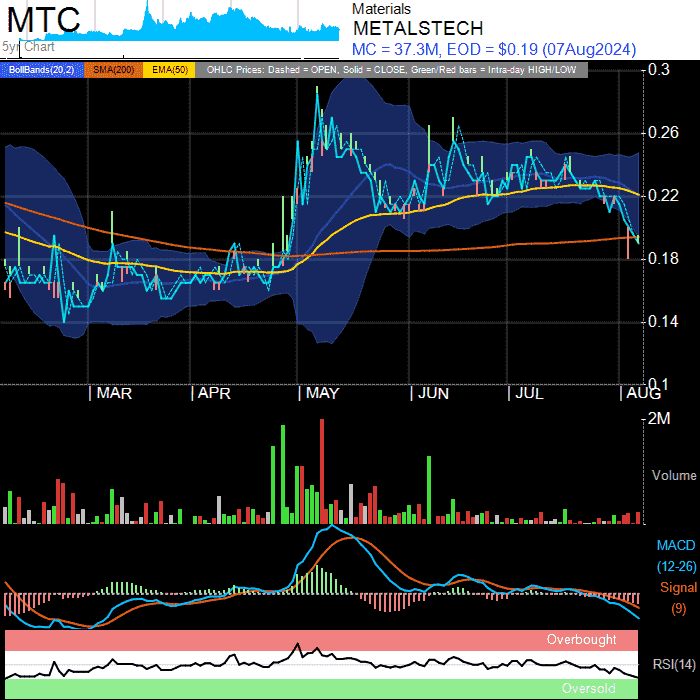 MTC
Materials
METALSTECH
MC = 37.3M, EOD = $0.19 (07Aug2024)
5yr Chart
BollBands(20,2) SMA(200) EMA(50) OHLC Prices: Dashed = OPEN, Solid = CLOSE, Green/Red bars = Intra-day HIGH/LOW
0.3
0.26
0.22
0.18
0.14
0.1
MAR APR MAY JUN JUL AUG
2M
Volume
MACD
(12-26)
Signal
(9)
Overbought
RSI(14)
Oversold